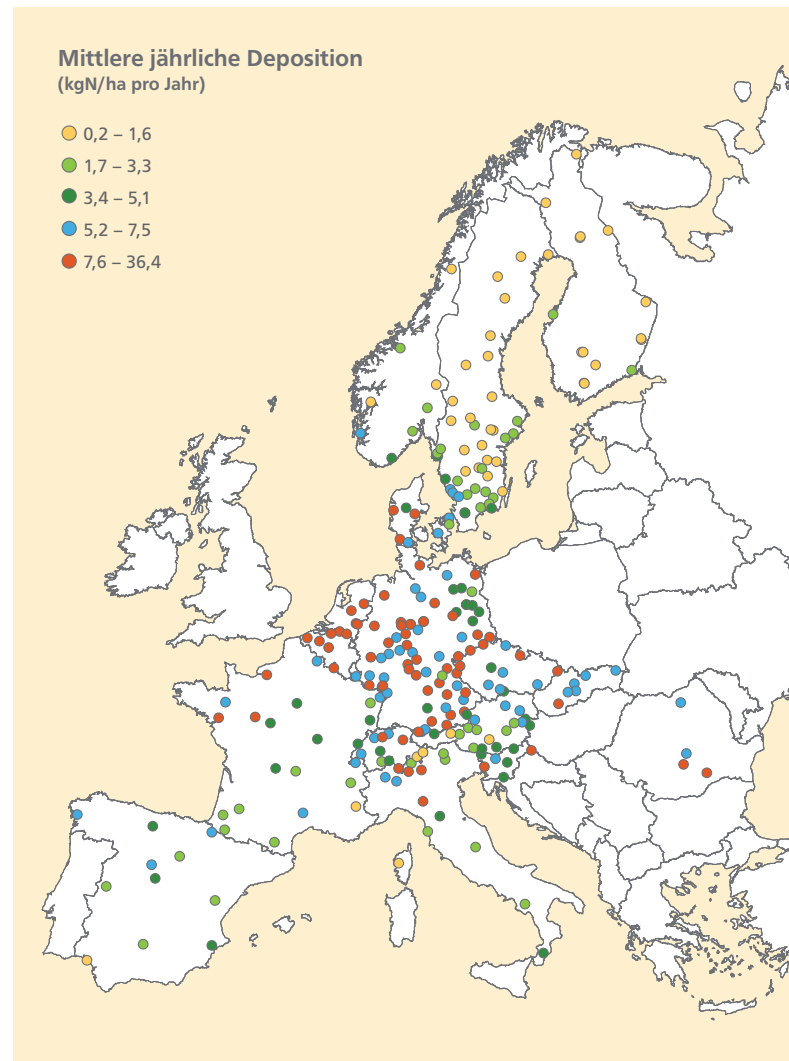 Mittlere jährliche Deposition
(kgN/ha pro Jahr)
0,2 – 1,6
1,7 – 3,3
3,4 – 5,1
5,2 – 7,5
7,6 – 36,4